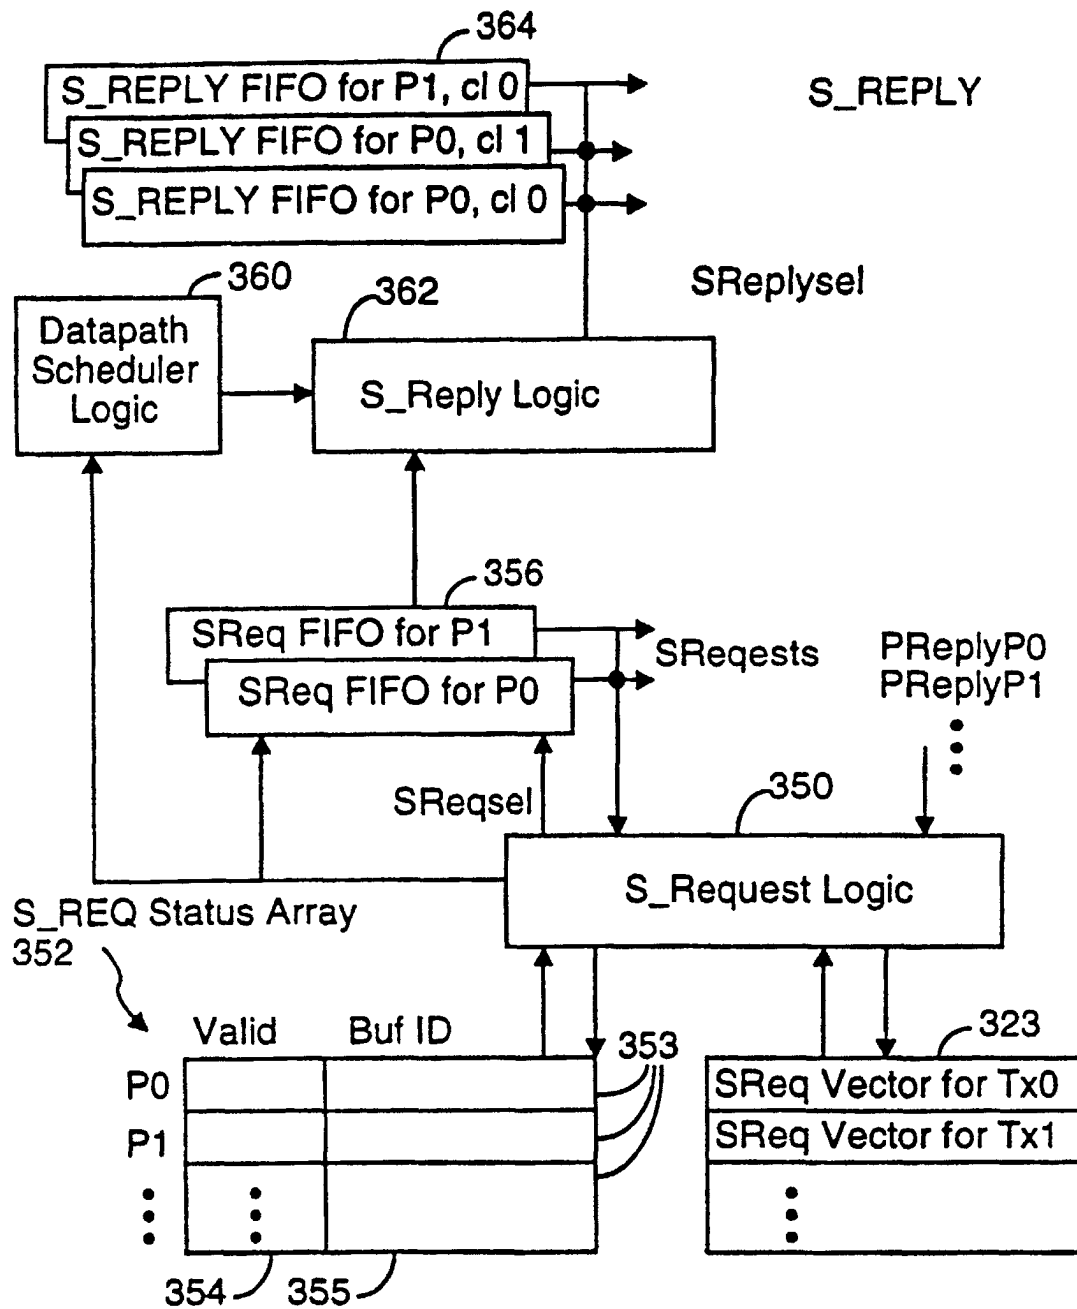 364
S_REPLY FIFO for P1, cl 0
S_REPLY
S_REPLY FIFO for P0, cl 1
S_REPLY FIFO for P0, cl 0
SReplysel
360
362
Datapath
Scheduler
Logic
S_Reply Logic
356
SReq FIFO for P1
SReqests
SReq FIFO for P0
PReplyP0
PReplyP1
SReqsel
350
S_Request Logic
S_REQ Status Array
352
Valid
Buf ID
353
323
P0
SReq Vector for Tx0
P1
SReq Vector for Tx1
354
355